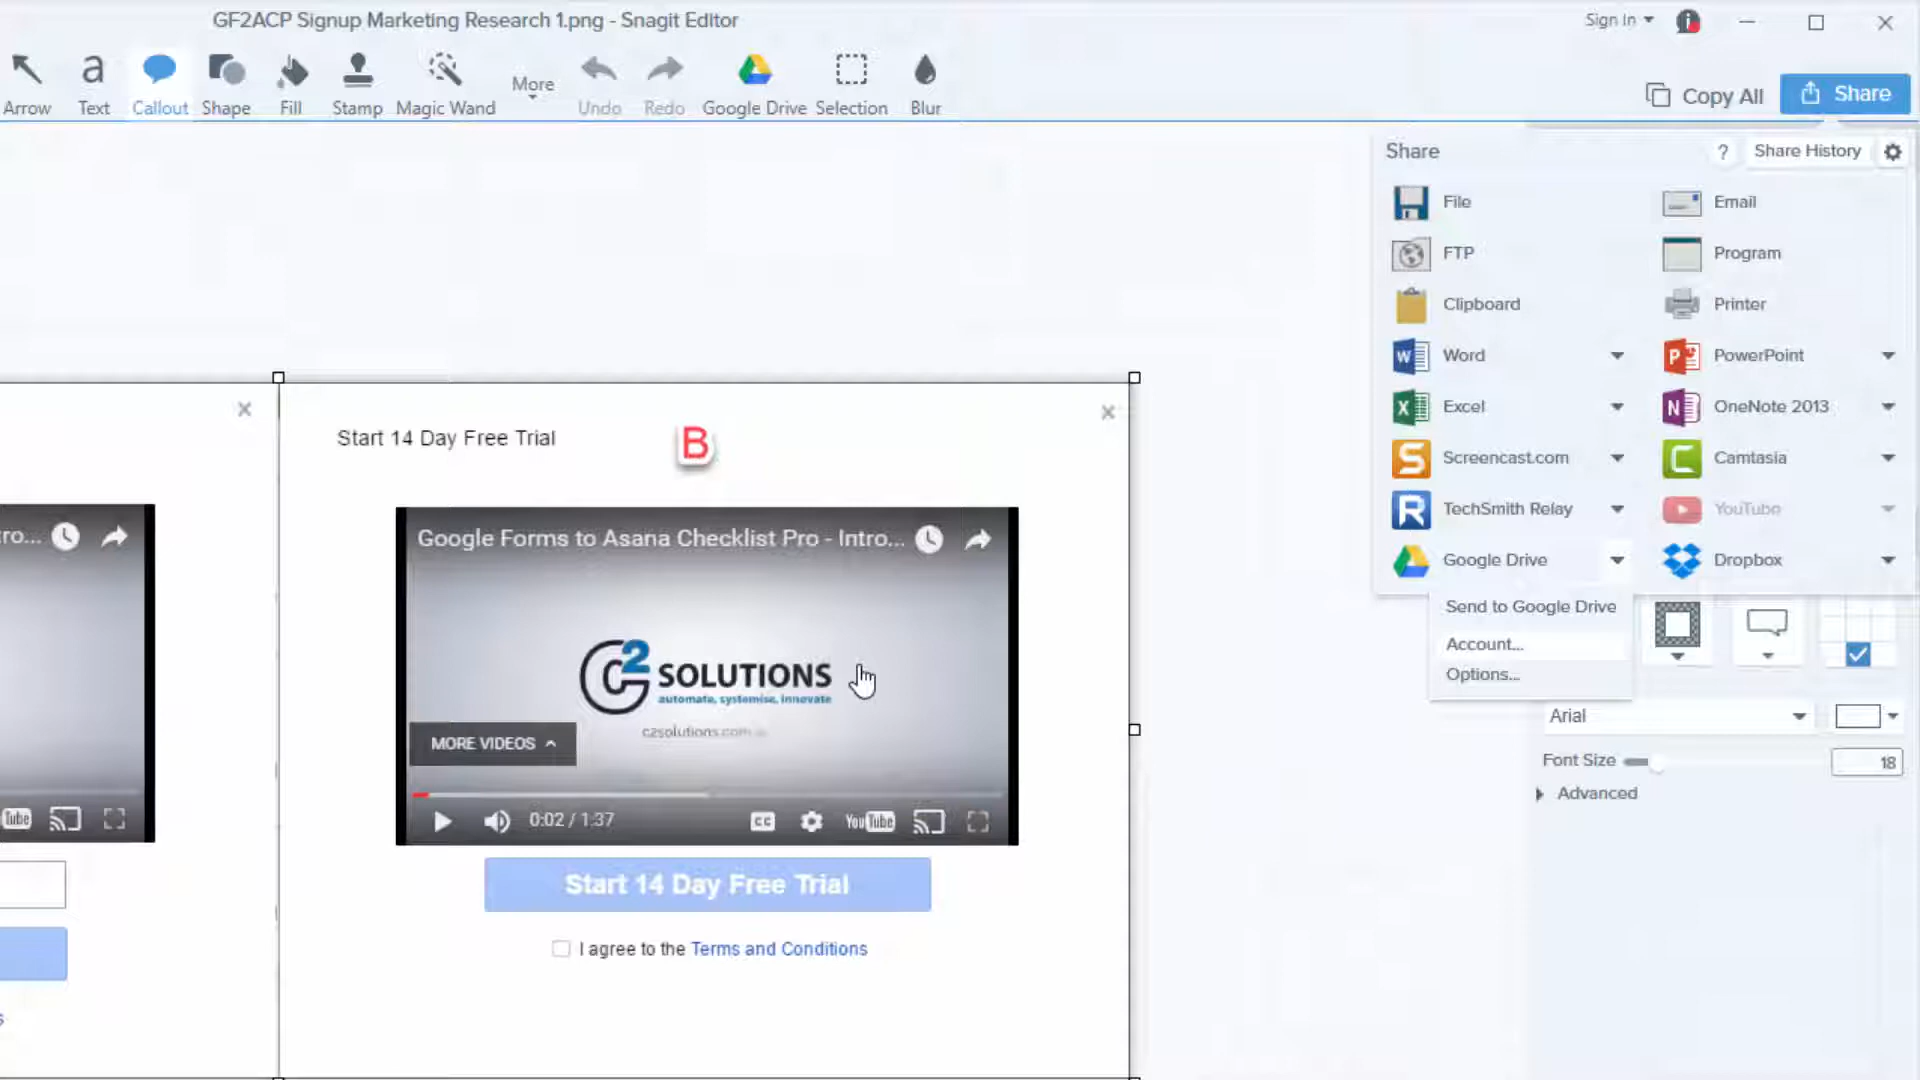 GF2ACP Signup Marketing Research 1.png - Snagit Editor
Sign In
Arrow
Text
Callout
Shape
Fill
Stamp
Magic Wand
More
Undo
Redo
Google Drive
Selection
Blur
Copy All
Share
Share
?
Share History
File
Email
FTP
Program
Clipboard
Printer
Word
PowerPoint
Excel
OneNote 2013
Screencast.com
Camtasia
TechSmith Relay
YouTube
Google Drive
Dropbox
Send to Google Drive
Account...
Options...
Arial
Font Size
18
Advanced
ro...
Tube
s
Start 14 Day Free Trial
B
Google Forms to Asana Checklist Pro - Intro...
C2 SOLUTIONS
automate, systemise, innovate
MORE VIDEOS
0:02 / 1:37
CC
YouTube
Start 14 Day Free Trial
I agree to the Terms and Conditions